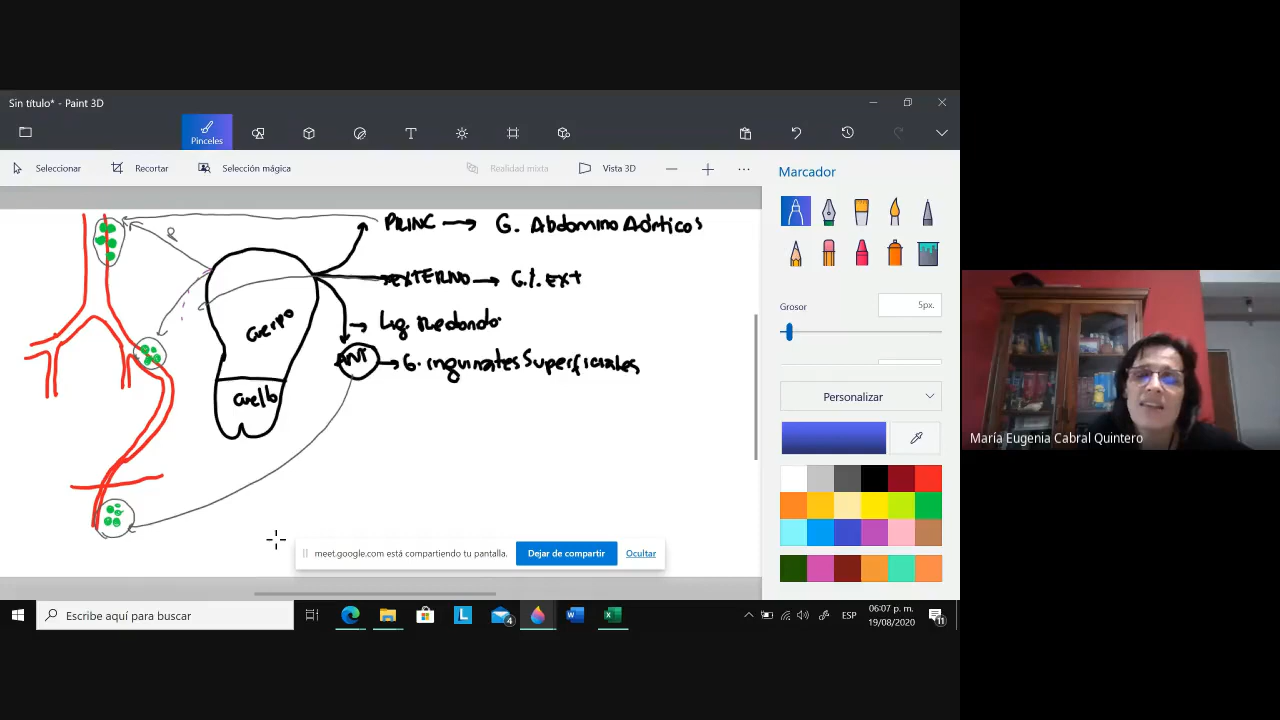 Sin título* - Paint 3D
Pinceles
Seleccionar
Recortar
Selección mágica
Realidad mixta
Vista 3D
Marcador
R
PRINC → G. Abdomino Aórticos
EXTERNO → G. I. EXT
Cuerpo
→ Lig. Redondo
ANT → G. inguinales Superficiales
Cuello
Grosor
5px.
Personalizar
María Eugenia Cabral Quintero
meet.google.com está compartiendo tu pantalla.
Dejar de compartir
Ocultar
Escribe aquí para buscar
L
4
ESP
06:07 p. m.
19/08/2020
11